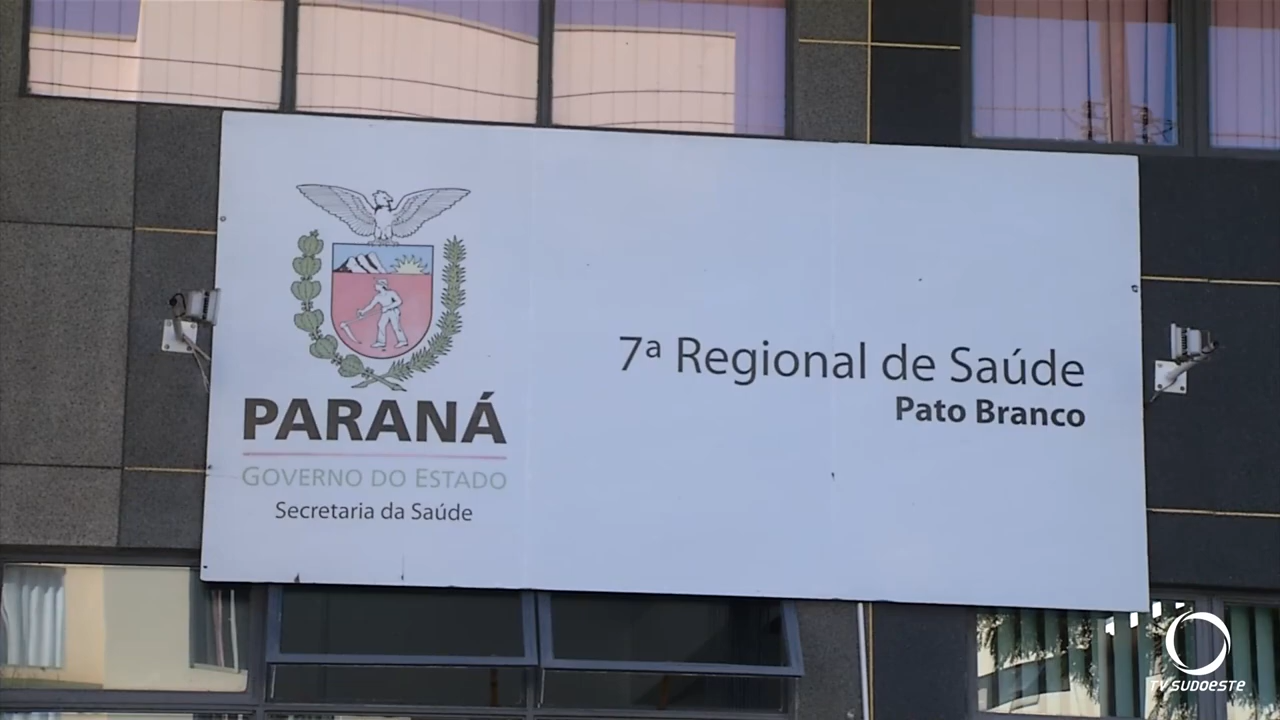 PARANÁ
GOVERNO DO ESTADO
Secretaria da Saúde
7ª Regional de Saúde
Pato Branco
TV SUDOESTE